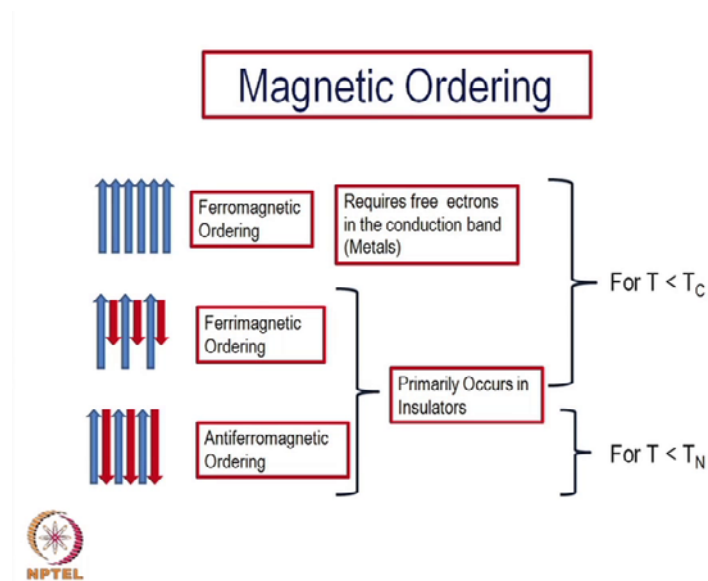 Magnetic Ordering
Ferromagnetic
Ordering
Requires free ectrons
in the conduction band
(Metals)
For T < TC
Ferrimagnetic
Ordering
Primarily Occurs in
Insulators
Antiferromagnetic
Ordering
For T < TN
NPTEL